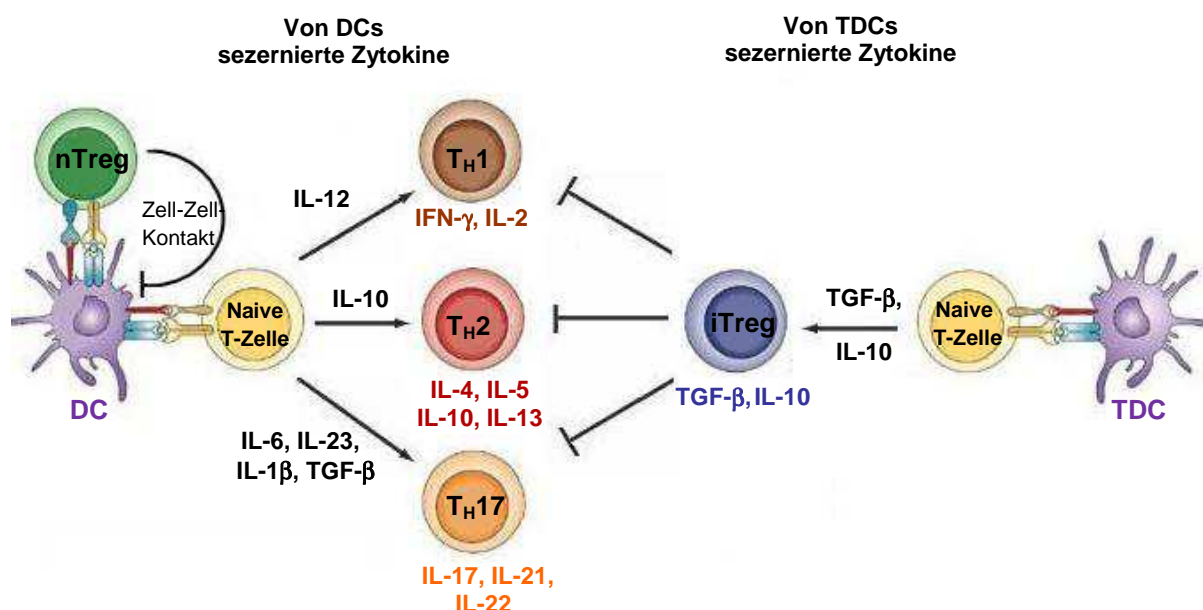 Von DCs
sezernierte Zytokine
Von TDCs
sezernierte Zytokine
nTreg
Zell-Zell-
Kontakt
DC
Naive
T-Zelle
IL-12
IL-10
IL-6, IL-23,
IL-1β, TGF-β
TH1
IFN-γ, IL-2
TH2
IL-4, IL-5
IL-10, IL-13
TH17
IL-17, IL-21,
IL-22
iTreg
TGF-β, IL-10
TGF-β,
IL-10
Naive
T-Zelle
TDC